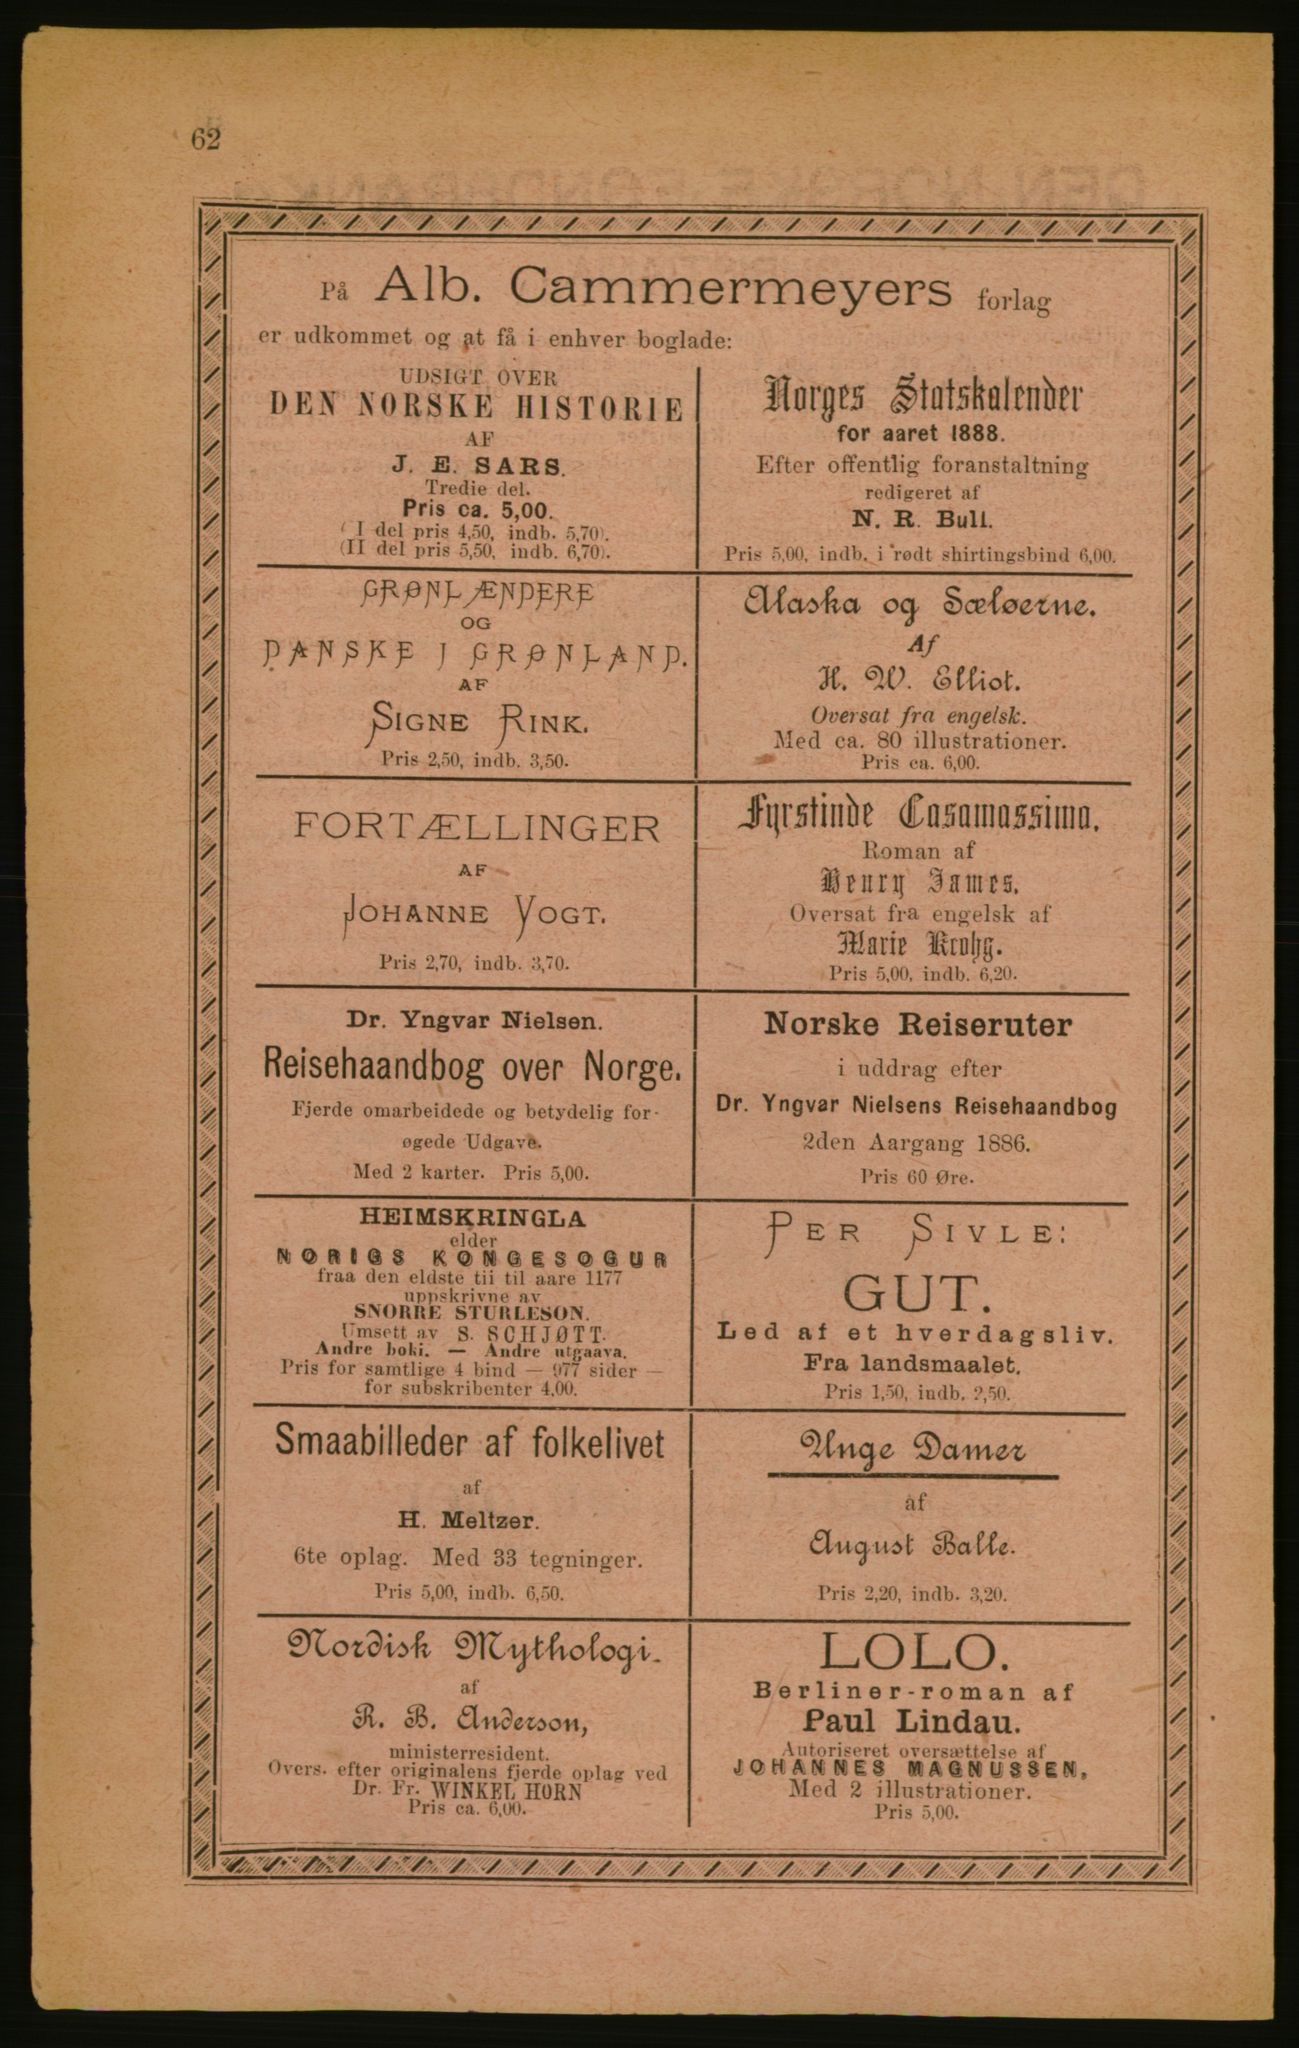 62
På Alb. Cammermeyers forlag
er udkommet og at få i enhver boglade:
UDSIGT OVER
DEN NORSKE HISTORIE
AF
J. E. SARS.
Tredie del.
Pris ca. 5,00.
(I del pris 4,50, indb. 5,70).
(II del pris 5,50, indb. 6,70).
Norges Statskalender
for aaret 1888.
Efter offentlig foranstaltning
redigeret af
N. R. Bull.
Pris 5,00, indb. i rødt shirtingsbind 6,00.
GRØNLÆNDERE
OG
DANSKE I GRØNLAND.
AF
SIGNE RINK.
Pris 2,50, indb. 3,50.
Alaska og Sæløerne.
Af
H. W. Elliot.
Oversat fra engelsk.
Med ca. 80 illustrationer.
Pris ca. 6,00.
FORTÆLLINGER
AF
JOHANNE VOGT.
Pris 2,70, indb. 3,70.
Fyrstinde Casamassima.
Roman af
Henry James.
Oversat fra engelsk af
Marie Krohg.
Pris 5,00, indb. 6,20.
Dr. Yngvar Nielsen.
Reisehaandbog over Norge.
Fjerde omarbeidede og betydelig for-
øgede Udgave.
Med 2 karter. Pris 5,00.
Norske Reiseruter
i uddrag efter
Dr. Yngvar Nielsens Reisehaandbog
2den Aargang 1886.
Pris 60 Øre.
HEIMSKRINGLA
elder
NORIGS KONGESOGUR
fraa den eldste tii til aare 1177
uppskrivne av
SNORRE STURLESON.
Umsett av S. SCHJØTT.
Andre boki. — Andre utgaava.
Pris for samtlige 4 bind — 977 sider —
for subskribenter 4,00.
PER SIVLE:
GUT.
Led af et hverdagsliv.
Fra landsmaalet.
Pris 1,50, indb. 2,50.
Smaabilleder af folkelivet
af
H. Meltzer.
6te oplag. Med 33 tegninger.
Pris 5,00, indb. 6,50.
Unge Damer
af
August Balle.
Pris 2,20, indb. 3,20.
Nordisk Mythologi.
af
R. B. Anderson,
ministerresident.
Overs. efter originalens fjerde oplag ved
Dr. Fr. WINKEL HORN
Pris ca. 6,00.
LOLO.
Berliner-roman af
Paul Lindau.
Autoriseret oversættelse af
JOHANNES MAGNUSSEN,
Med 2 illustrationer.
Pris 5,00.